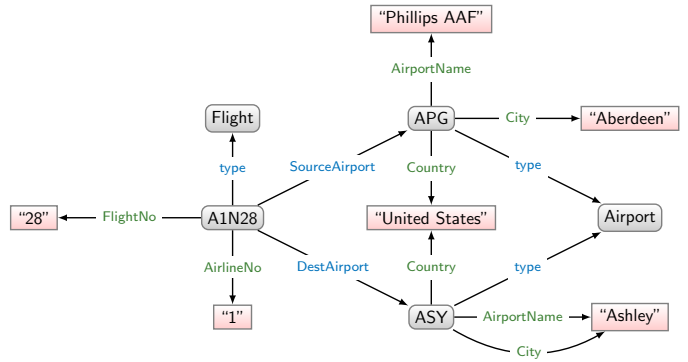 “Phillips AAF”
AirportName
Flight
APG
City
“Aberdeen”
type
SourceAirport
Country
type
“28”
FlightNo
A1N28
“United States”
Airport
AirlineNo
DestAirport
Country
type
“1”
ASY
AirportName
“Ashley”
City